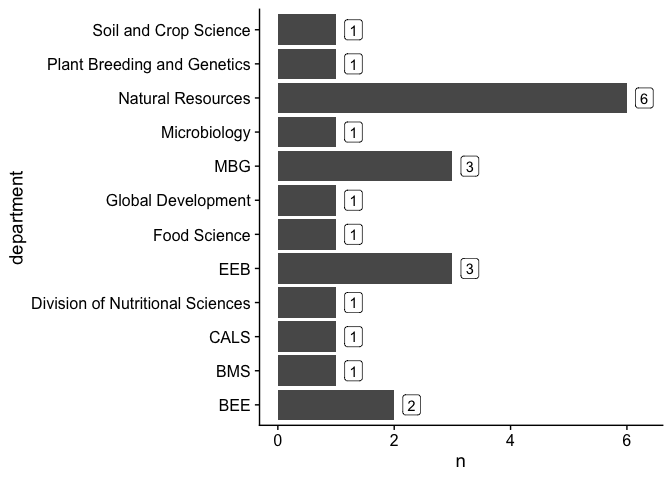 Soil and Crop Science 1
Plant Breeding and Genetics 1
Natural Resources 6
Microbiology 1
MBG 3
Global Development 1
Food Science 1
EEB 3
Division of Nutritional Sciences 1
CALS 1
BMS 1
BEE 2
department
0 2 4 6
n